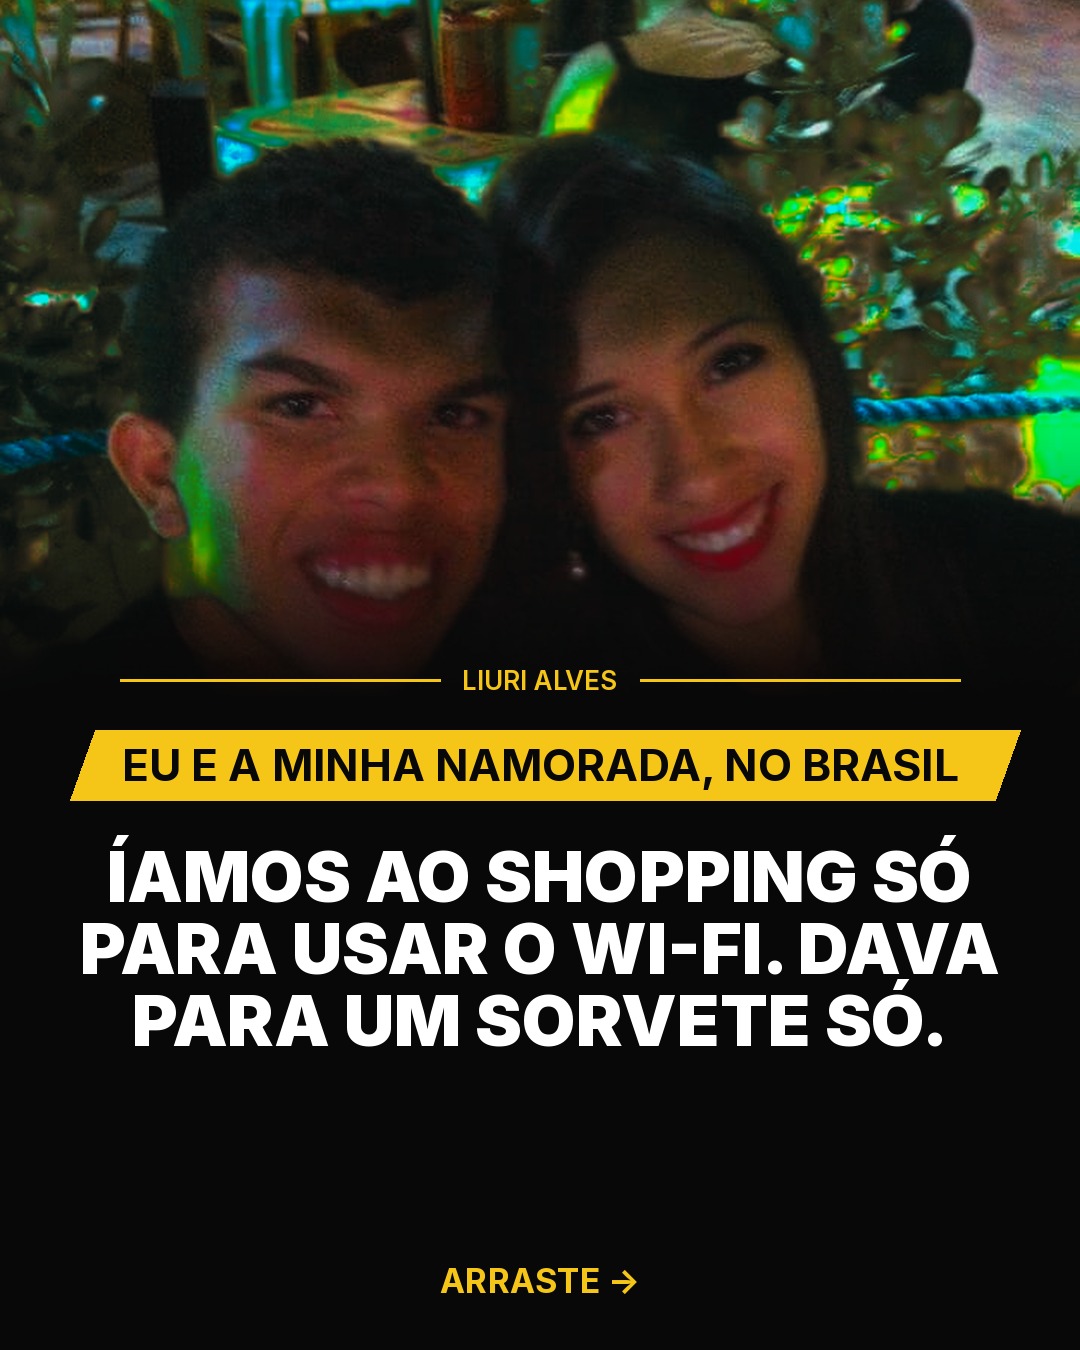 LIURI ALVES
EU E A MINHA NAMORADA, NO BRASIL
ÍAMOS AO SHOPPING SÓ
PARA USAR O WI-FI. DAVA
PARA UM SORVETE SÓ.
ARRASTE →